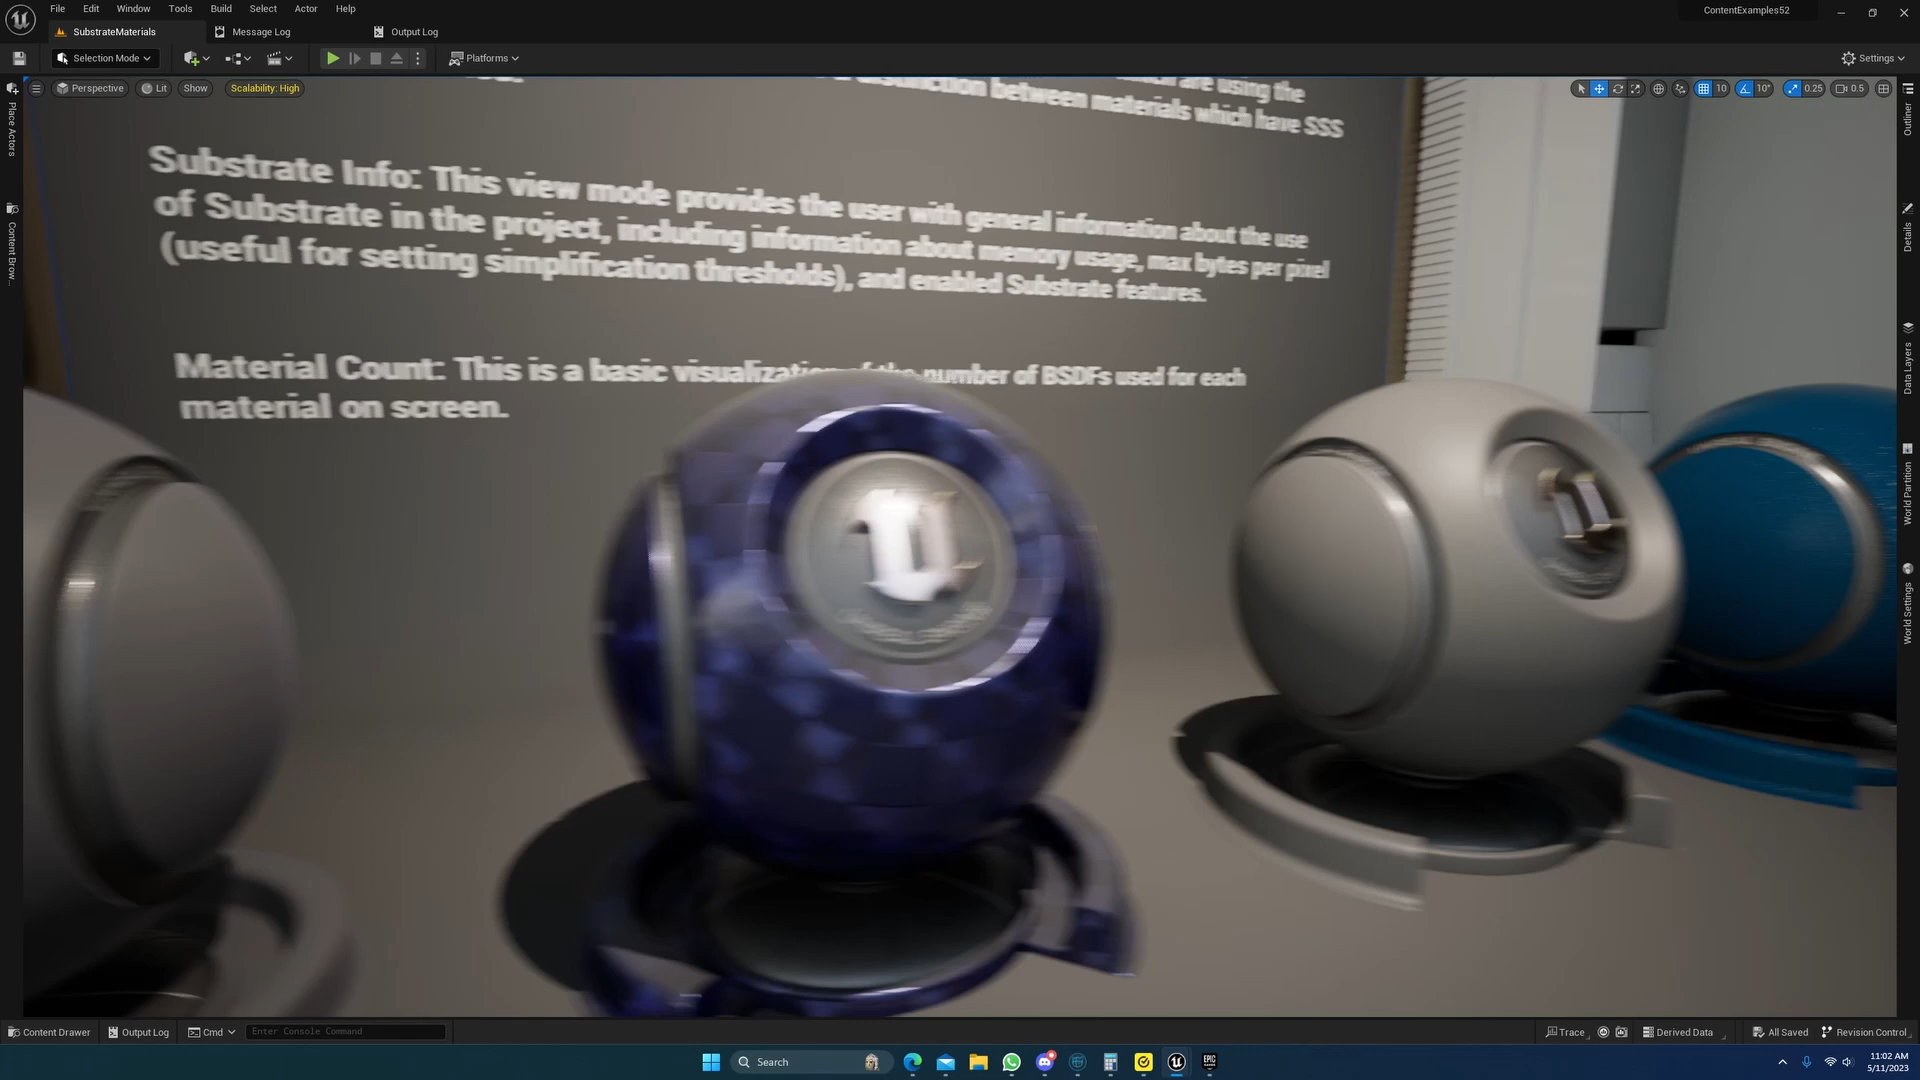 File Edit Window Tools Build Select Actor Help
ContentExamples52
SubstrateMaterials
Message Log
Output Log
Selection Mode
Platforms
Settings
Perspective
Lit
Show
Scalability: High
10
10°
0.25
0.5
are using the
distinction between materials which have SSS
Substrate Info: This view mode provides the user with general information about the use
of Substrate in the project, including information about memory usage, max bytes per pixel
(useful for setting simplification thresholds), and enabled Substrate features.
Material Count: This is a basic visualization of the number of BSDFs used for each
material on screen.
Place Actors
Content Brow...
Outliner
Details
Data Layers
World Partition
World Settings
Content Drawer
Output Log
Cmd
Enter Console Command
Trace
Derived Data
All Saved
Revision Control
Search
EPIC
11:02 AM
5/11/2023